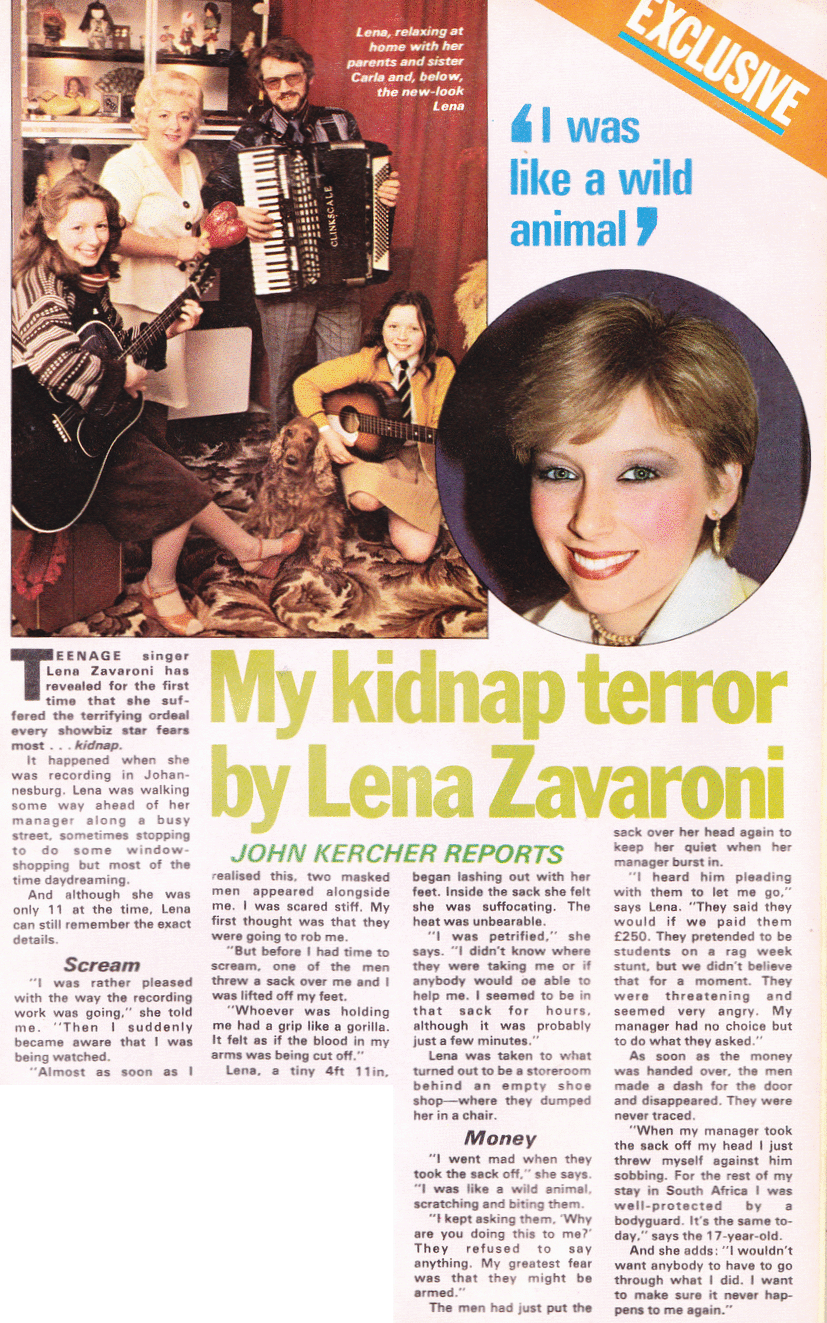 Lena, relaxing at
home with her
parents and sister
Carla and, below,
the new-look
Lena
EXCLUSIVE
‘I was
like a wild
animal’
CLINKSCALE
My kidnap terror
by Lena Zavaroni
JOHN KERCHER REPORTS
TEENAGE singer
Lena Zavaroni has
revealed for the first
time that she suf-
fered the terrifying ordeal
every showbiz star fears
most . . . kidnap.
It happened when she
was recording in Johan-
nesburg. Lena was walking
some way ahead of her
manager along a busy
street, sometimes stopping
to do some window-
shopping but most of the
time daydreaming.
And although she was
only 11 at the time, Lena
can still remember the exact
details.
Scream
"I was rather pleased
with the way the recording
work was going," she told
me. "Then I suddenly
became aware that I was
being watched.
"Almost as soon as I
realised this, two masked
men appeared alongside
me. I was scared stiff. My
first thought was that they
were going to rob me.
"But before I had time to
scream, one of the men
threw a sack over me and I
was lifted off my feet.
"Whoever was holding
me had a grip like a gorilla.
It felt as if the blood in my
arms was being cut off."
Lena, a tiny 4ft 11in,
began lashing out with her
feet. Inside the sack she felt
she was suffocating. The
heat was unbearable.
"I was petrified," she
says. "I didn't know where
they were taking me or if
anybody would be able to
help me. I seemed to be in
that sack for hours,
although it was probably
just a few minutes."
Lena was taken to what
turned out to be a storeroom
behind an empty shoe
shop—where they dumped
her in a chair.
Money
"I went mad when they
took the sack off," she says.
"I was like a wild animal,
scratching and biting them.
"I kept asking them, 'Why
are you doing this to me?'
They refused to say
anything. My greatest fear
was that they might be
armed."
The men had just put the
sack over her head again to
keep her quiet when her
manager burst in.
"I heard him pleading
with them to let me go,"
says Lena. "They said they
would if we paid them
£250. They pretended to be
students on a rag week
stunt, but we didn't believe
that for a moment. They
were threatening and
seemed very angry. My
manager had no choice but
to do what they asked."
As soon as the money
was handed over, the men
made a dash for the door
and disappeared. They were
never traced.
"When my manager took
the sack off my head I just
threw myself against him
sobbing. For the rest of my
stay in South Africa I was
well-protected by a
bodyguard. It's the same to-
day," says the 17-year-old.
And she adds: "I wouldn't
want anybody to have to go
through what I did. I want
to make sure it never hap-
pens to me again."